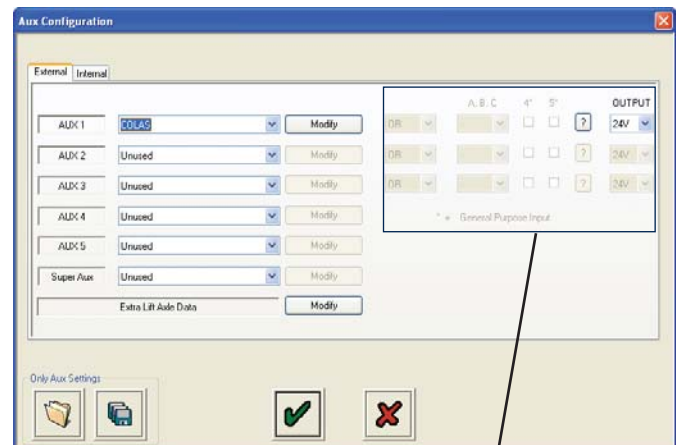 Aux Configuration
External Internal
A. B. C 4* 5* OUTPUT
AUX 1 COLAS Modify OR - ? 24V
AUX 2 Unused Modify OR - ? 24V
AUX 3 Unused Modify OR - ? 24V
AUX 4 Unused Modify * = General Purpose Input
AUX 5 Unused Modify
Super Aux Unused Modify
Extra Lift Axle Data Modify
Only Aux Settings